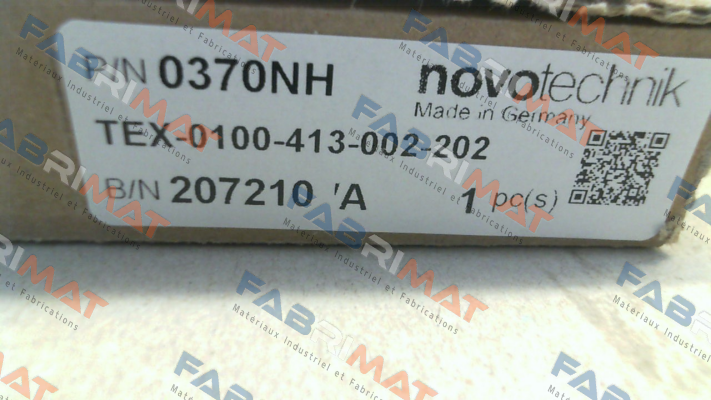 P/N 0370NH
novotechnik
Made in Germany
TEX-0100-413-002-202
B/N 207210 /A
1 pc(s)
FABRIMAT
Matériaux Industriel et Fabrications